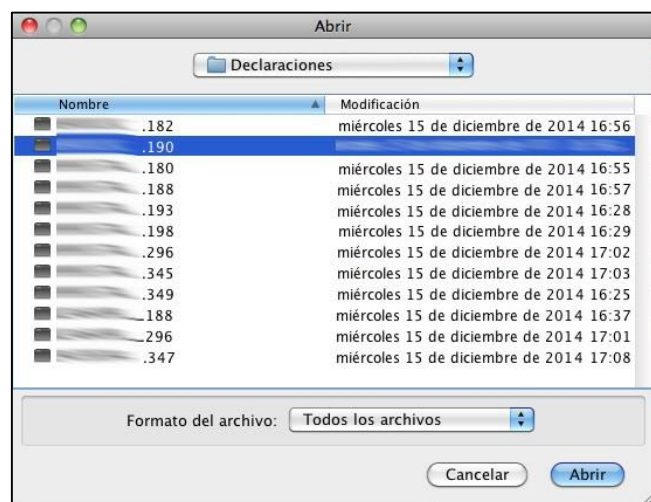 Abrir
Declaraciones
Nombre Modificación
.182 miércoles 15 de diciembre de 2014 16:56
.190
.180 miércoles 15 de diciembre de 2014 16:55
.188 miércoles 15 de diciembre de 2014 16:57
.193 miércoles 15 de diciembre de 2014 16:28
.198 miércoles 15 de diciembre de 2014 16:29
.296 miércoles 15 de diciembre de 2014 17:02
.345 miércoles 15 de diciembre de 2014 17:03
.349 miércoles 15 de diciembre de 2014 16:25
_188 miércoles 15 de diciembre de 2014 16:37
_296 miércoles 15 de diciembre de 2014 17:01
.347 miércoles 15 de diciembre de 2014 17:08
Formato del archivo: Todos los archivos
Cancelar Abrir